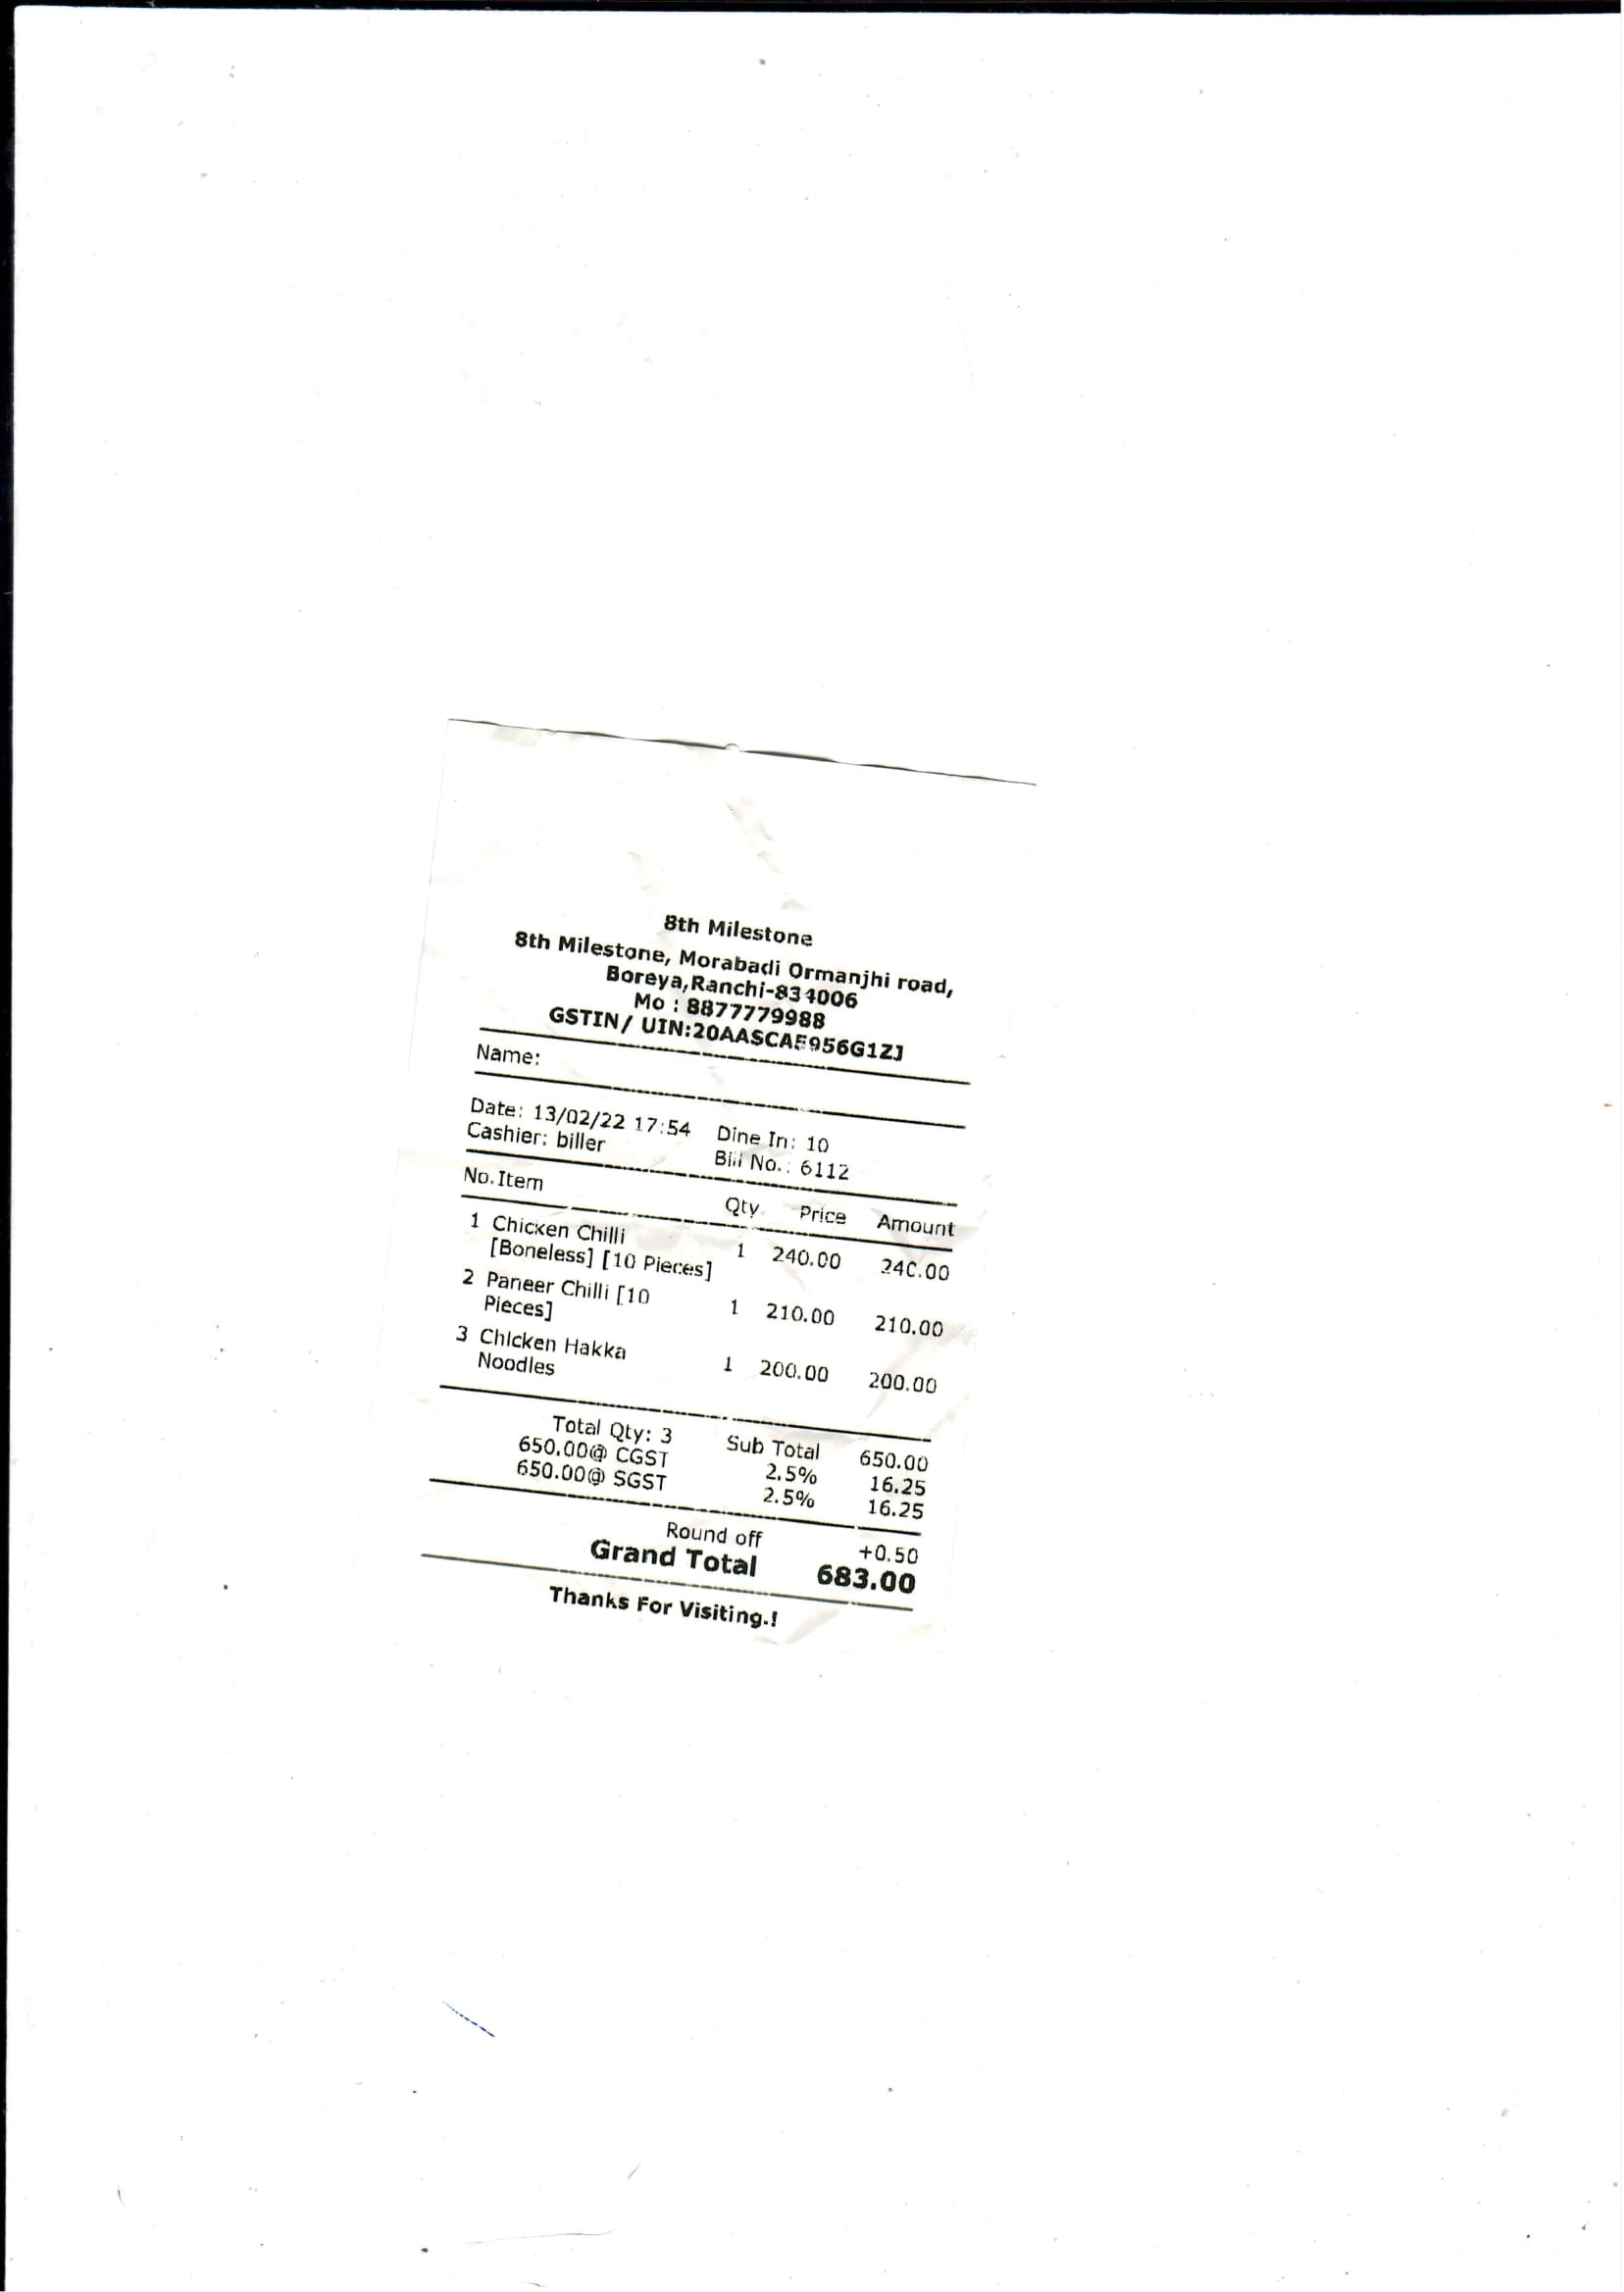 8th Milestone
8th Milestone, Morabadi Ormanjhi road,
Boreya,Ranchi-834006
Mo : 8877779988
GSTIN/ UIN:20AASCAE956G1ZJ
Name:
Date: 13/02/22 17:54 Dine In: 10
Cashier: biller Bill No.: 6112
No.Item Qty. Price Amount
1 Chicken Chilli 1 240.00 240.00
[Boneless] [10 Pieces]
2 Paneer Chilli [10 1 210.00 210.00
Pieces]
3 Chicken Hakka 1 200.00 200.00
Noodles
Total Qty: 3 Sub Total 650.00
650.00@ CGST 2.5% 16.25
650.00@ SGST 2.5% 16.25
Round off +0.50
Grand Total 683.00
Thanks For Visiting.!